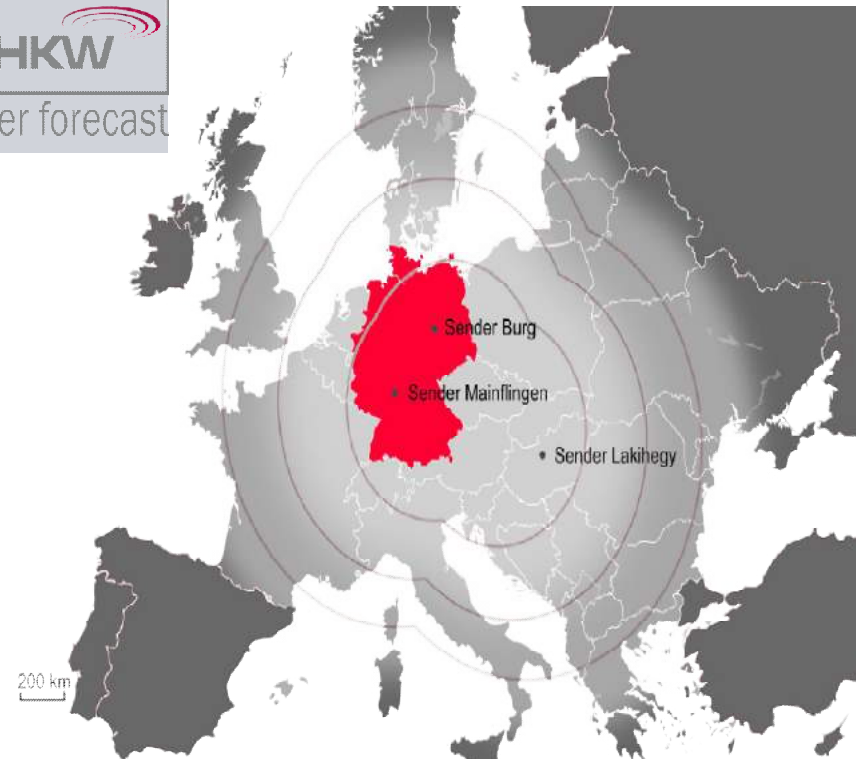 HKW
er forecast
Sender Burg
Sender Mainflingen
Sender Lakihegy
200 km